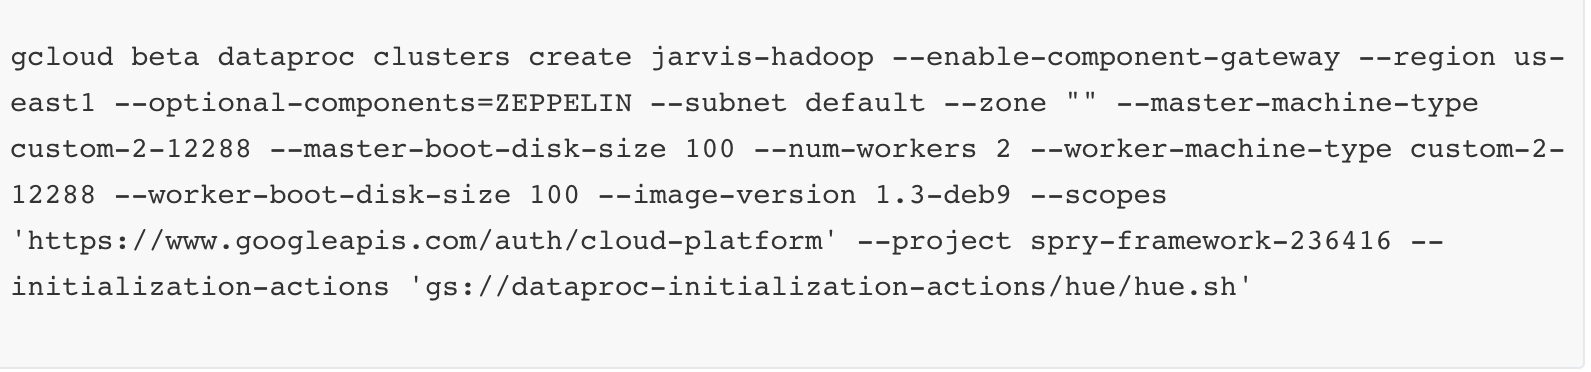 gcloud beta dataproc clusters create jarvis-hadoop --enable-component-gateway --region us-
east1 --optional-components=ZEPPELIN --subnet default --zone "" --master-machine-type
custom-2-12288 --master-boot-disk-size 100 --num-workers 2 --worker-machine-type custom-2-
12288 --worker-boot-disk-size 100 --image-version 1.3-deb9 --scopes
'https://www.googleapis.com/auth/cloud-platform' --project spry-framework-236416 --
initialization-actions 'gs://dataproc-initialization-actions/hue/hue.sh'